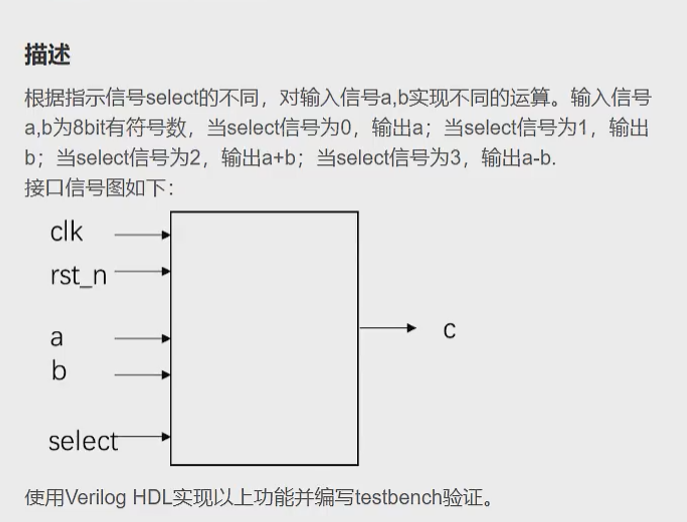 描述
根据指示信号select的不同，对输入信号a,b实现不同的运算。输入信号
a,b为8bit有符号数，当select信号为0，输出a；当select信号为1，输出
b；当select信号为2，输出a+b；当select信号为3，输出a-b.
接口信号图如下：
clk
rst_n
a
c
b
select
使用Verilog HDL实现以上功能并编写testbench验证。